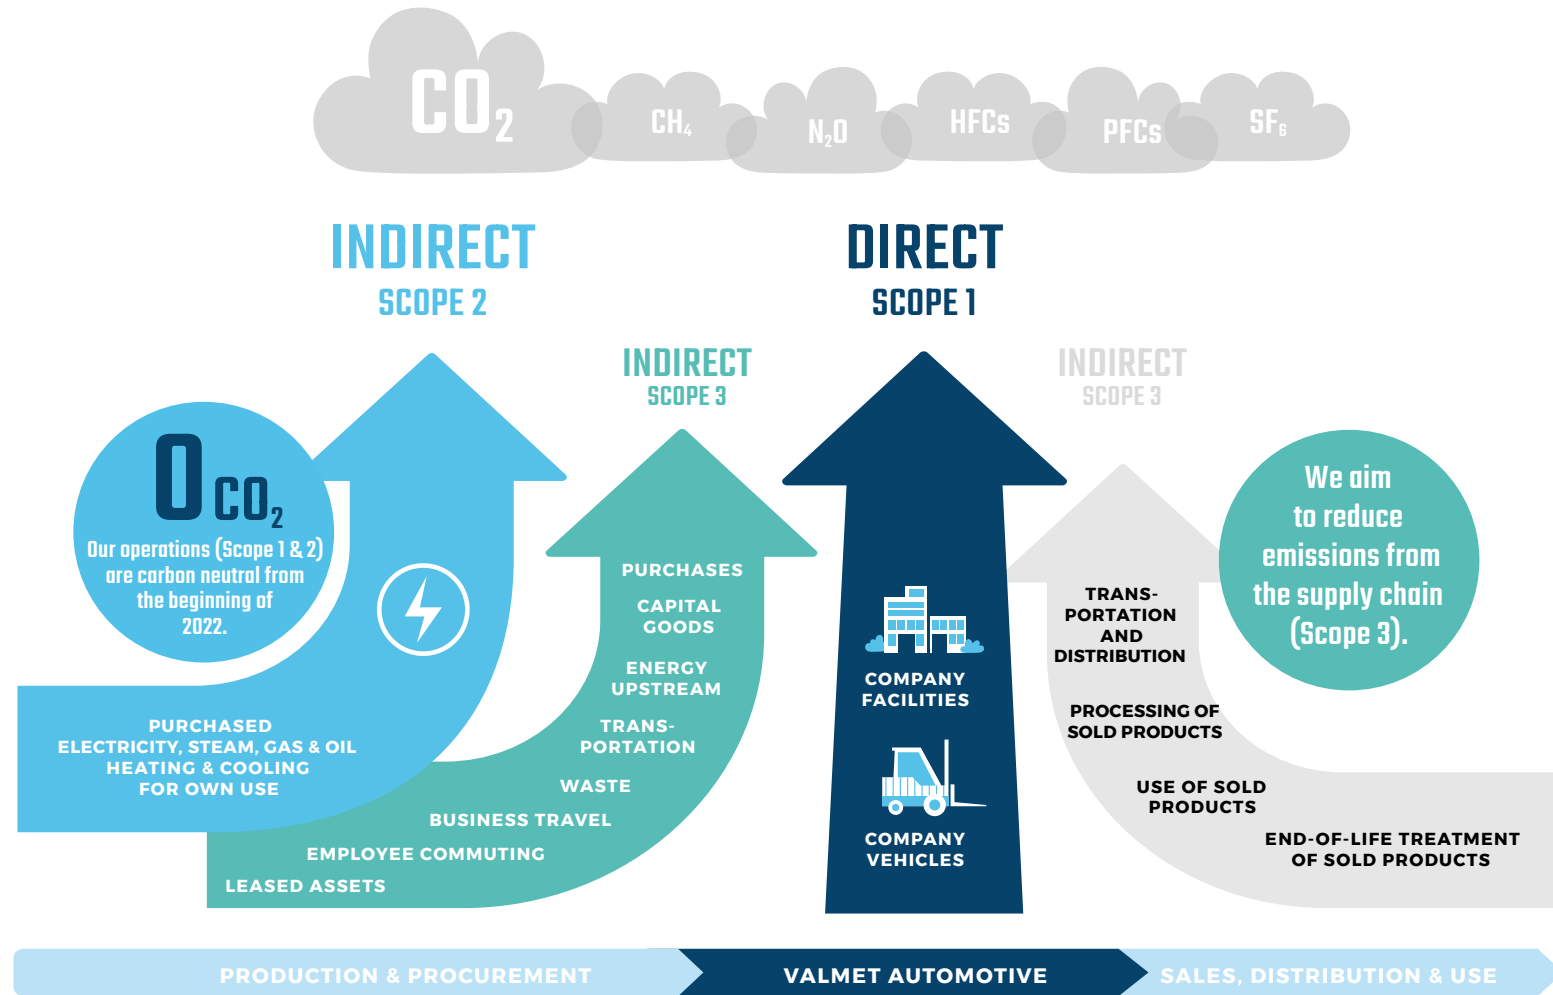 CO₂
CH₄
N₂O
HFCs
PFCs
SF₆
INDIRECT
SCOPE 2
DIRECT
SCOPE 1
INDIRECT
SCOPE 3
INDIRECT
SCOPE 3
0 CO₂
Our operations (Scope 1 & 2)
are carbon neutral from
the beginning of
2022.
We aim
to reduce
emissions from
the supply chain
(Scope 3).
PURCHASED
ELECTRICITY, STEAM, GAS & OIL
HEATING & COOLING
FOR OWN USE
PURCHASES
CAPITAL
GOODS
ENERGY
UPSTREAM
TRANS-
PORTATION
WASTE
BUSINESS TRAVEL
EMPLOYEE COMMUTING
LEASED ASSETS
COMPANY
FACILITIES
COMPANY
VEHICLES
TRANS-
PORTATION
AND
DISTRIBUTION
PROCESSING OF
SOLD PRODUCTS
USE OF SOLD
PRODUCTS
END-OF-LIFE TREATMENT
OF SOLD PRODUCTS
PRODUCTION & PROCUREMENT
VALMET AUTOMOTIVE
SALES, DISTRIBUTION & USE